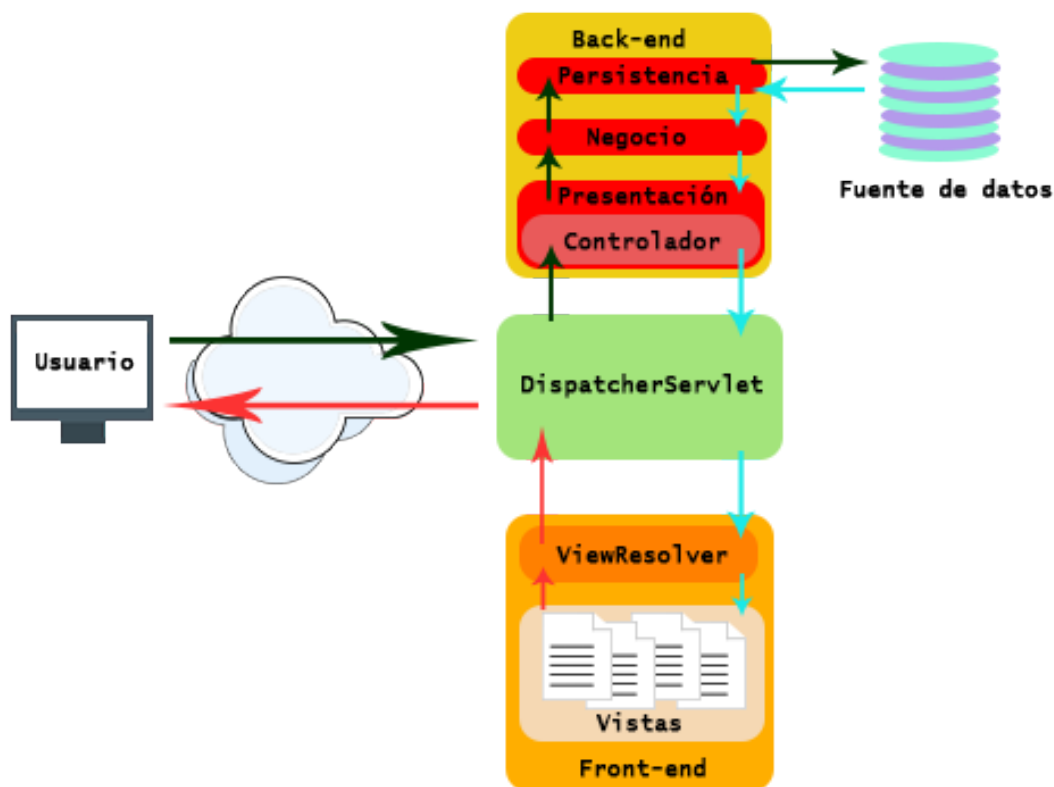 Back-end
Persistencia
Negocio
Presentación
Controlador
Fuente de datos
Usuario
DispatcherServlet
ViewResolver
Vistas
Front-end